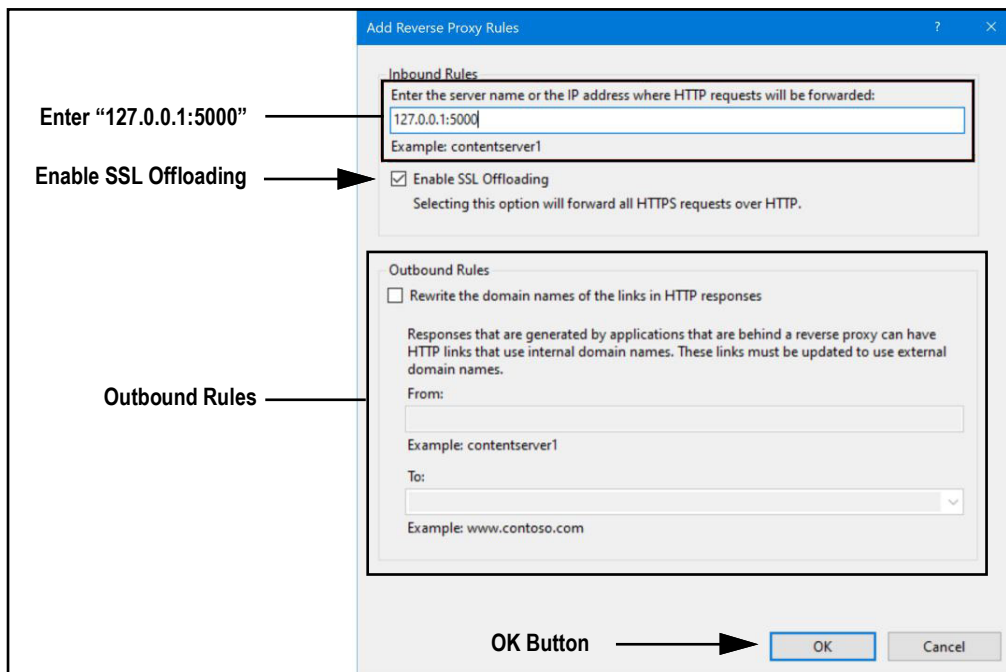 Add Reverse Proxy Rules
?
Inbound Rules
Enter the server name or the IP address where HTTP requests will be forwarded:
Enter “127.0.0.1:5000”
127.0.0.1:5000
Example: contentserver1
Enable SSL Offloading
Enable SSL Offloading
Selecting this option will forward all HTTPS requests over HTTP.
Outbound Rules
Rewrite the domain names of the links in HTTP responses
Responses that are generated by applications that are behind a reverse proxy can have
HTTP links that use internal domain names. These links must be updated to use external
domain names.
Outbound Rules
From:
Example: contentserver1
To:
Example: www.contoso.com
OK Button
OK
Cancel